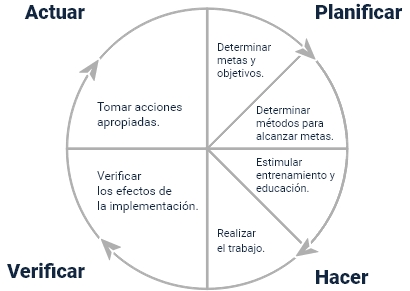 Actuar
Planificar
Determinar
metas y
objetivos.
Determinar
métodos para
alcanzar metas.
Tomar acciones
apropiadas.
Estimular
entrenamiento y
educación.
Verificar
los efectos de
la implementación.
Realizar
el trabajo.
Verificar
Hacer